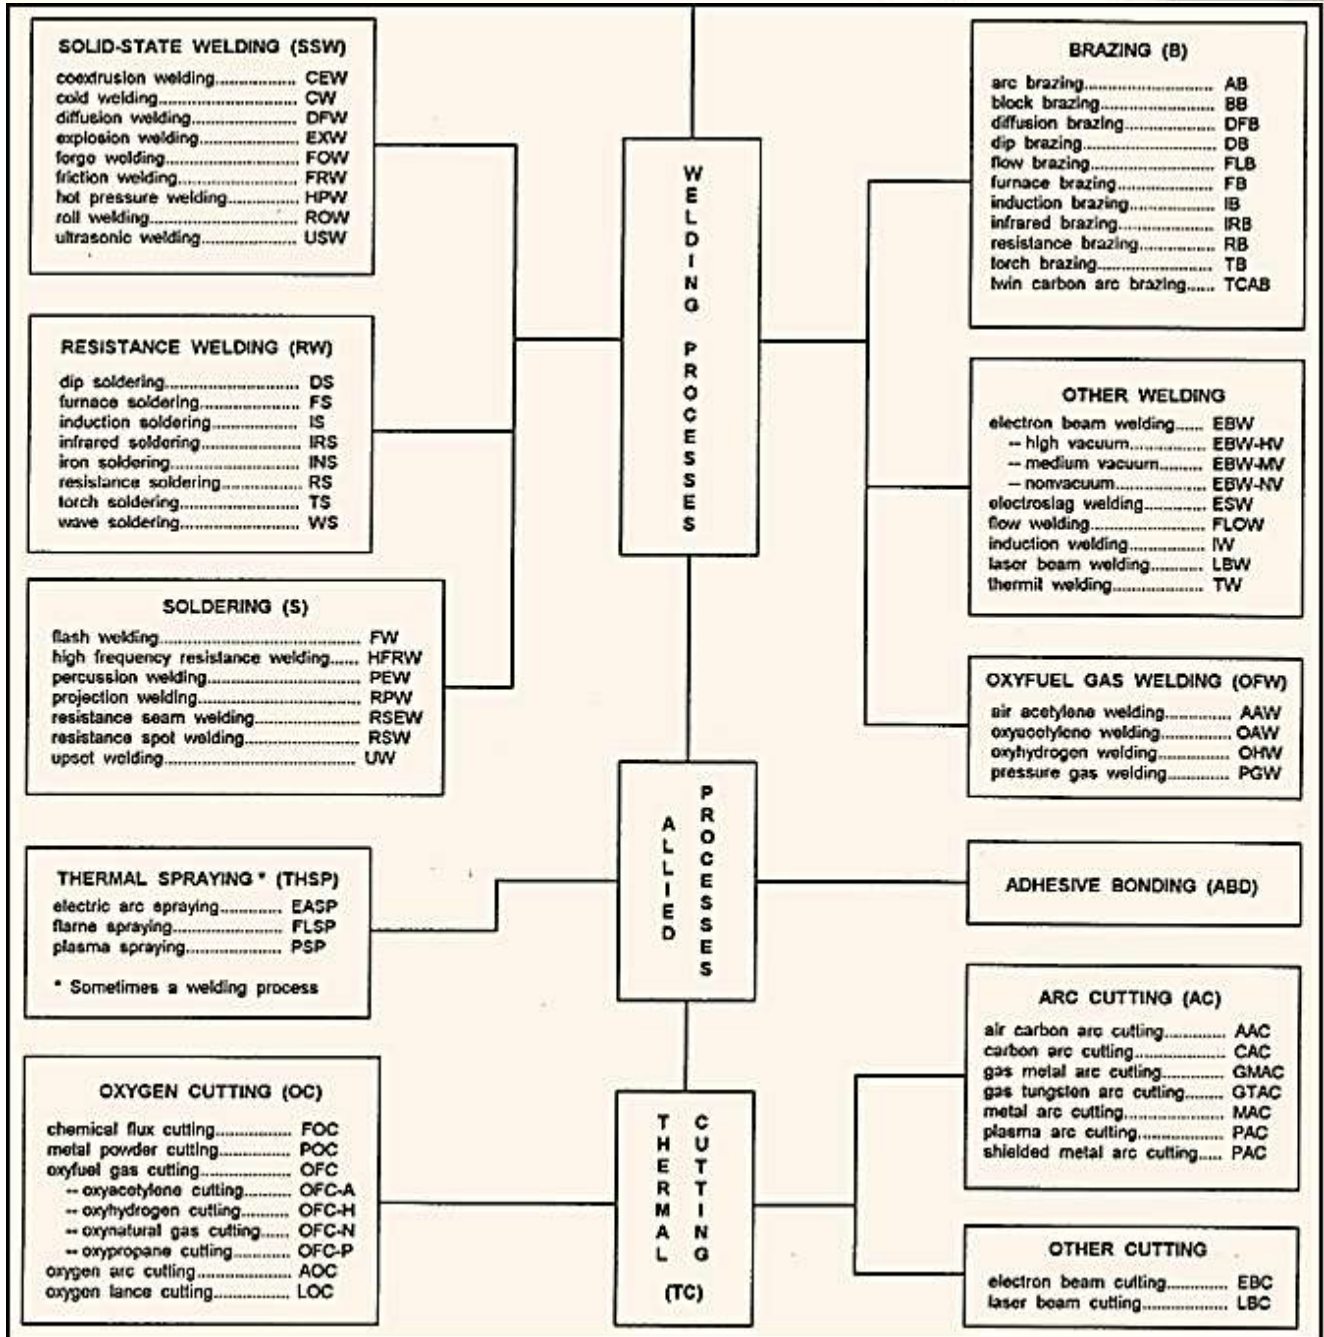 SOLID-STATE WELDING (SSW)
coextrusion welding................ CEW
cold welding................ CW
diffusion welding................ DFW
explosion welding................ EXW
forge welding................ FOW
friction welding................ FRW
hot pressure welding................ HPW
roll welding................ ROW
ultrasonic welding................ USW
RESISTANCE WELDING (RW)
dip soldering................ DS
furnace soldering................ FS
induction soldering................ IS
infrared soldering................ IRS
iron soldering................ INS
resistance soldering................ RS
torch soldering................ TS
wave soldering................ WS
SOLDERING (S)
flash welding................ FW
high frequency resistance welding...... HFRW
percussion welding................ PEW
projection welding................ RPW
resistance seam welding................ RSEW
resistance spot welding................ RSW
upset welding................ UW
THERMAL SPRAYING * (THSP)
electric arc spraying............. EASP
flame spraying................ FLSP
plasma spraying................ PSP
* Sometimes a welding process
OXYGEN CUTTING (OC)
chemical flux cutting................ FOC
metal powder cutting................ POC
oxyfuel gas cutting................ OFC
-- oxyacetylene cutting.......... OFC-A
-- oxyhydrogen cutting.......... OFC-H
-- oxynatural gas cutting...... OFC-N
-- oxypropane cutting............ OFC-P
oxygen arc cutting................ AOC
oxygen lance cutting................ LOC
WELDING PROCESSES
ALLIED PROCESSES
THERMAL CUTTING
(TC)
BRAZING (B)
arc brazing................ AB
block brazing................ BB
diffusion brazing................ DFB
dip brazing................ DB
flow brazing................ FLB
furnace brazing................ FB
induction brazing................ IB
infrared brazing................ IRB
resistance brazing................ RB
torch brazing................ TB
twin carbon arc brazing...... TCAB
OTHER WELDING
electron beam welding...... EBW
-- high vacuum............... EBW-HV
-- medium vacuum.......... EBW-MV
-- nonvacuum................ EBW-NV
electroslag welding............. ESW
flow welding................ FLOW
induction welding................ IW
laser beam welding........... LBW
thermit welding................ TW
OXYFUEL GAS WELDING (OFW)
air acetylene welding............. AAW
oxyacetylene welding............. OAW
oxyhydrogen welding............. OHW
pressure gas welding............. PGW
ADHESIVE BONDING (ABD)
ARC CUTTING (AC)
air carbon arc cutting............. AAC
carbon arc cutting................ CAC
gas metal arc cutting............. GMAC
gas tungsten arc cutting........ GTAC
metal arc cutting................ MAC
plasma arc cutting................ PAC
shielded metal arc cutting..... PAC
OTHER CUTTING
electron beam cutting............. EBC
laser beam cutting................ LBC